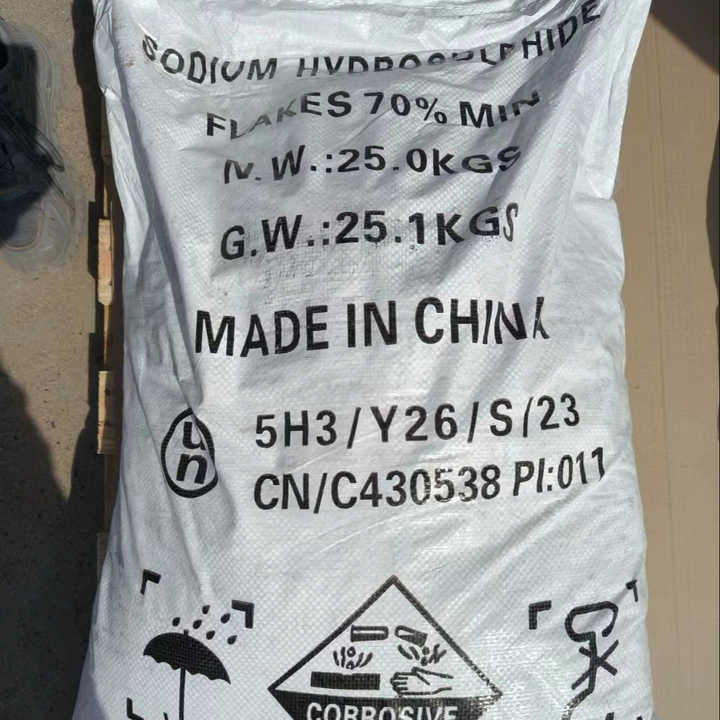 SODIUM HYDROSULPHIDE
FLAKES 70% MIN
N.W.:25.0KGS
G.W.:25.1KGS
MADE IN CHINA
un
5H3/Y26/S/23
CN/C430538 PI:011
CORROSIVE